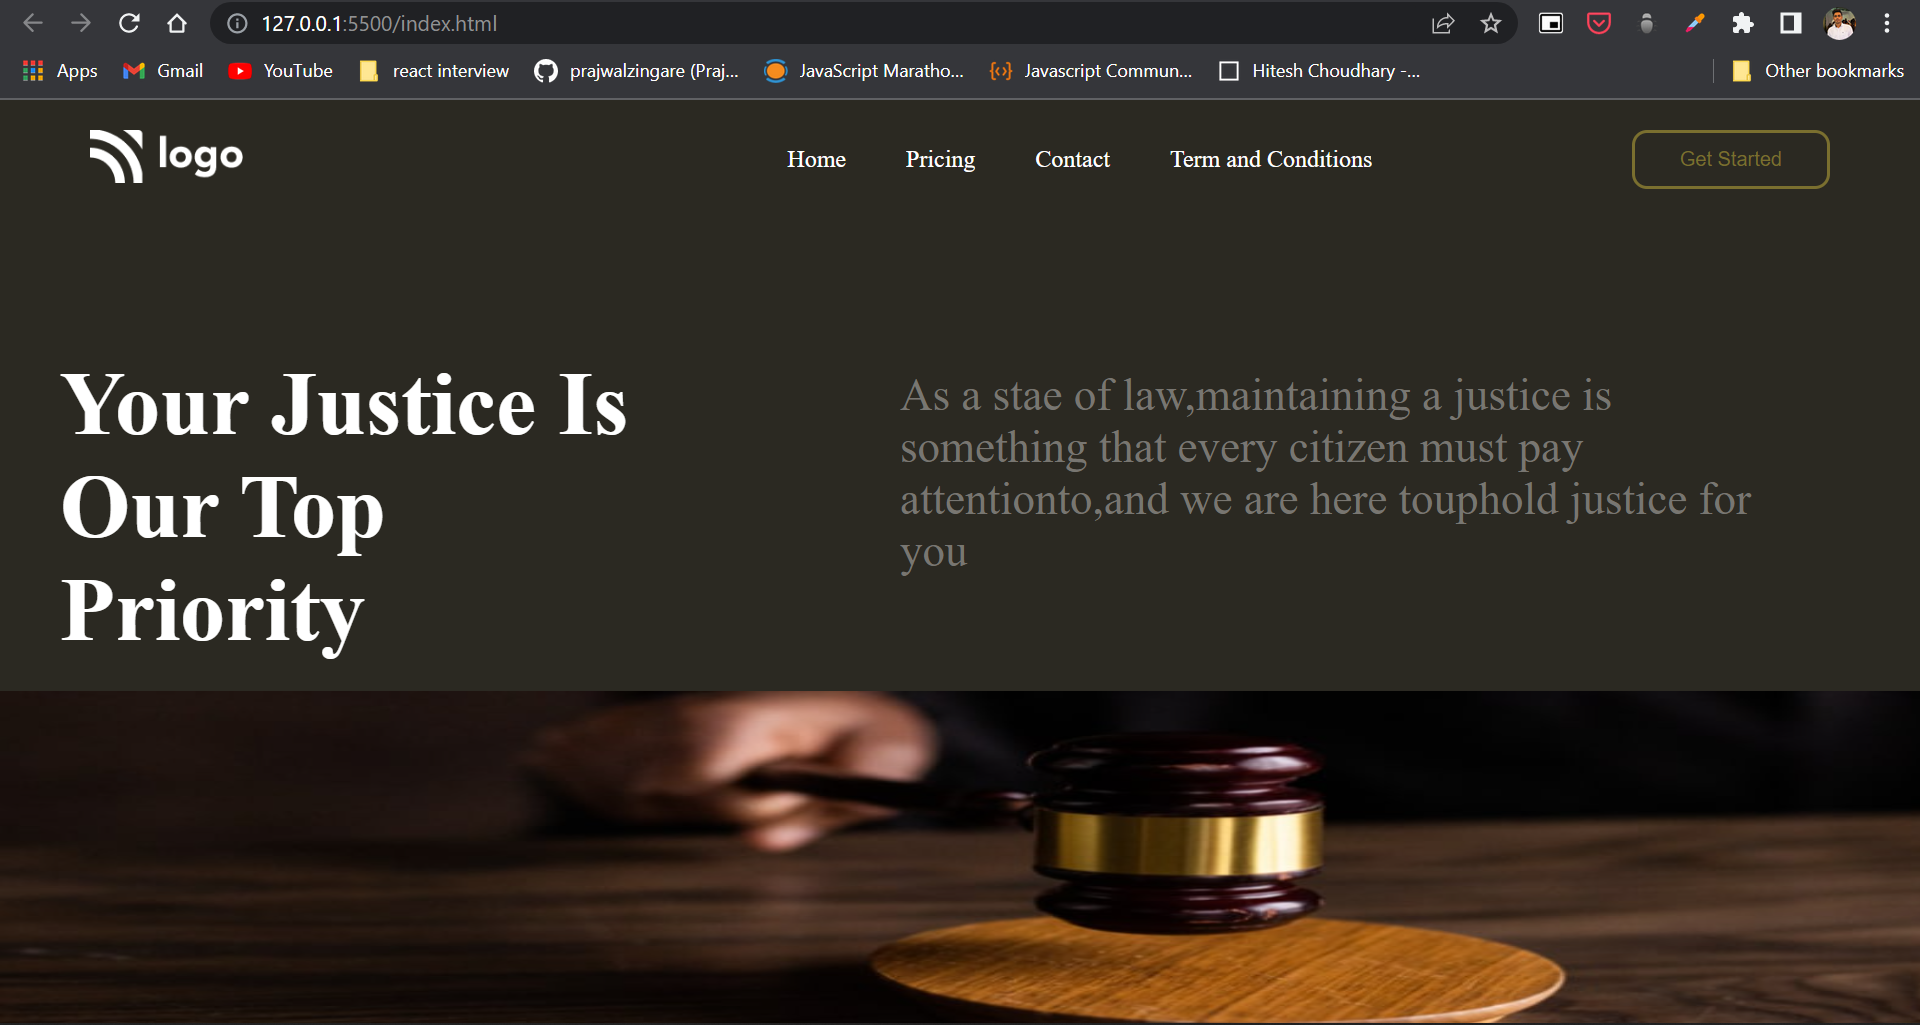 127.0.0.1:5500/index.html
Apps Gmail YouTube react interview prajwalzingare (Praj... JavaScript Maratho... Javascript Commun... Hitesh Choudhary -... Other bookmarks
logo Home Pricing Contact Term and Conditions Get Started
Your Justice Is
Our Top
Priority
As a stae of law,maintaining a justice is
something that every citizen must pay
attentionto,and we are here touphold justice for
you